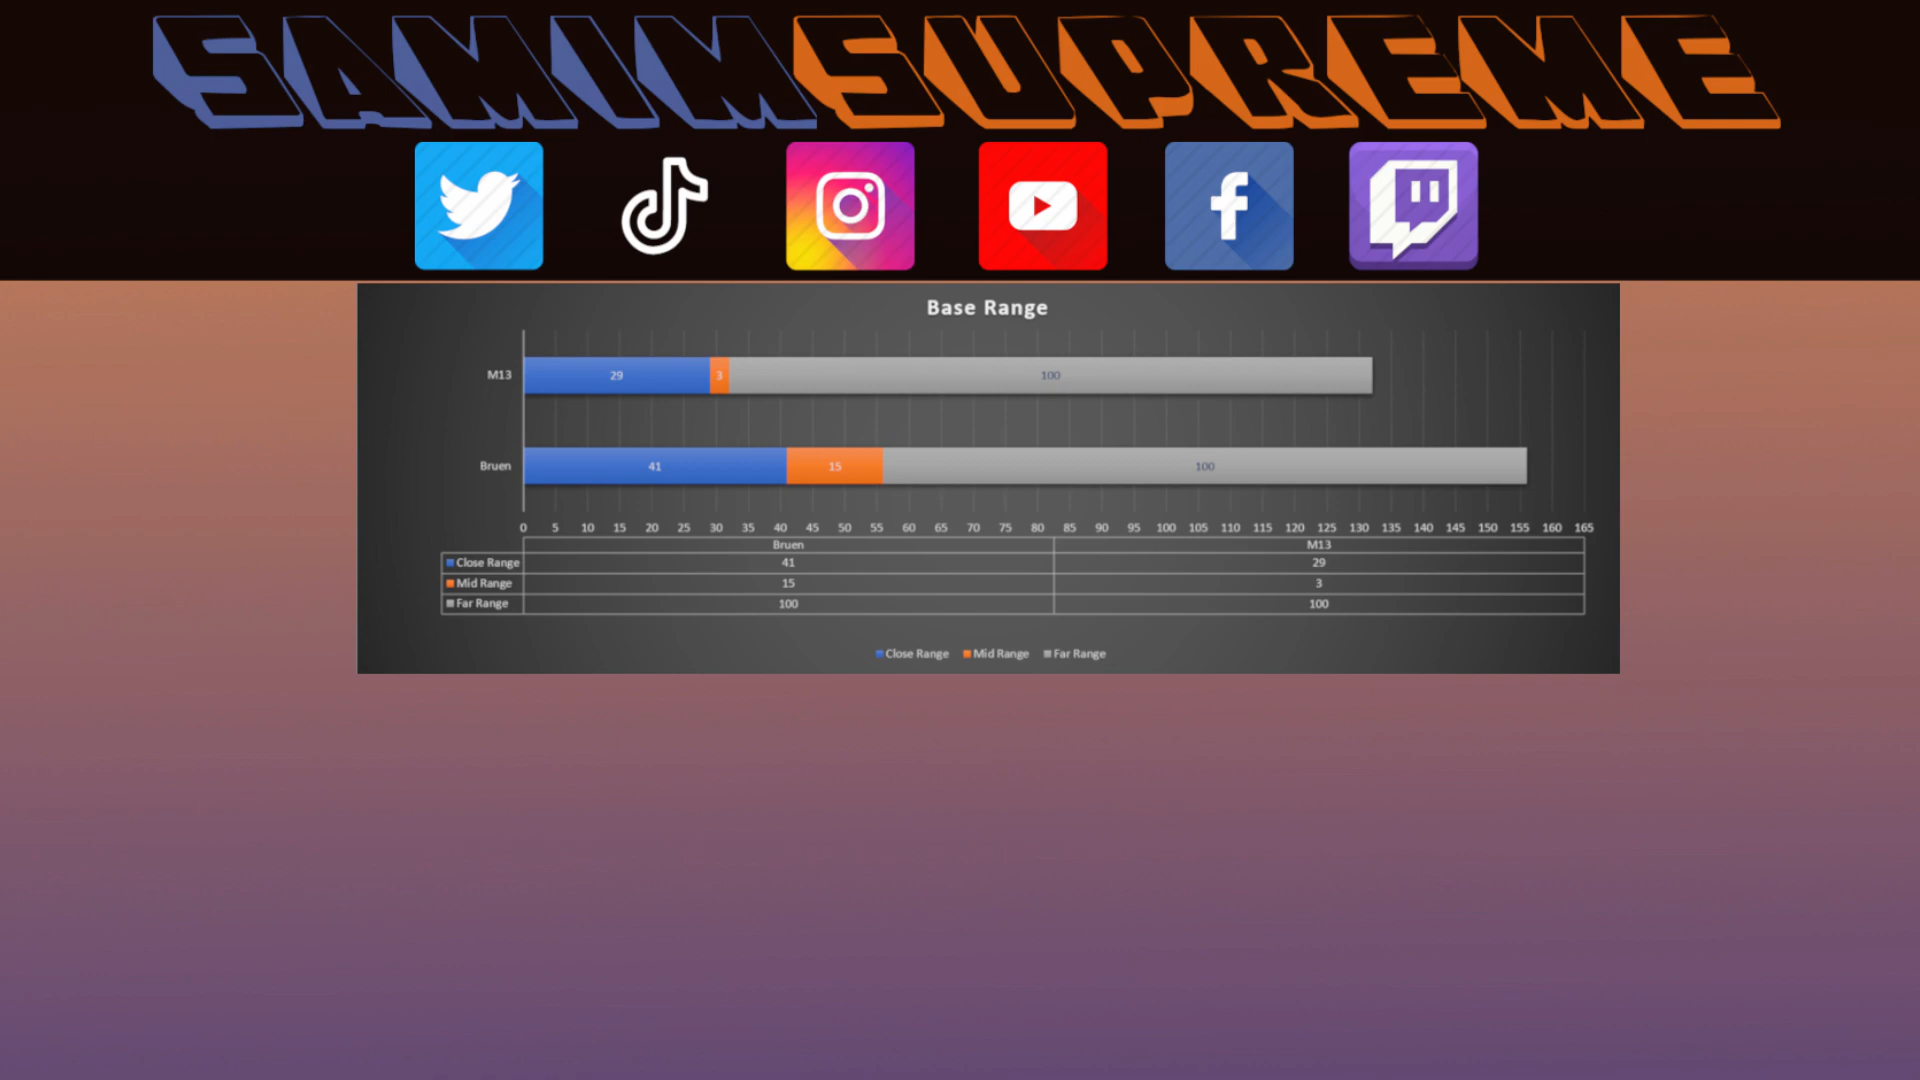 SAMIMSUPREME
Base Range
M13 29 3 100
Bruen 41 15 100
0 5 10 15 20 25 30 35 40 45 50 55 60 65 70 75 80 85 90 95 100 105 110 115 120 125 130 135 140 145 150 155 160 165
Bruen M13
Close Range 41 29
Mid Range 15 3
Far Range 100 100
Close Range Mid Range Far Range